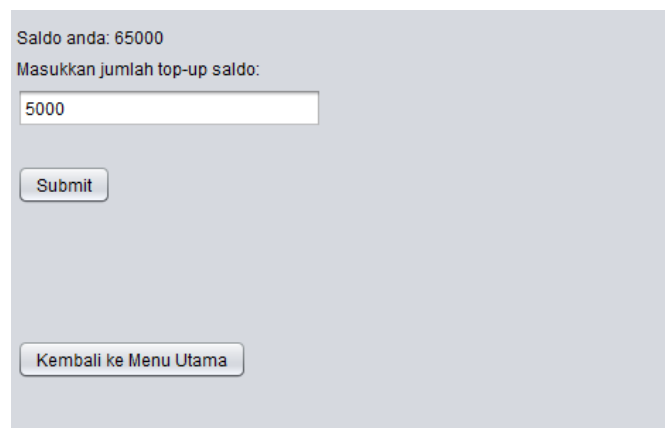 Saldo anda: 65000
Masukkan jumlah top-up saldo:
5000
Submit
Kembali ke Menu Utama